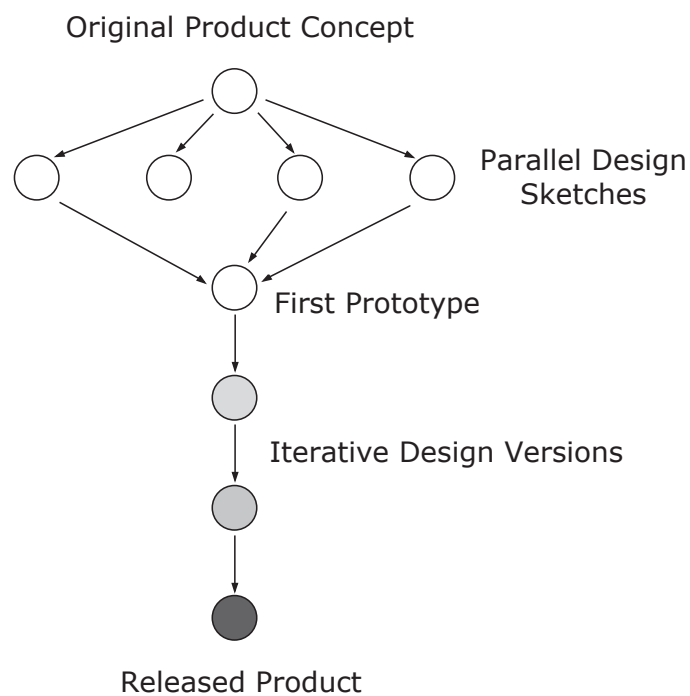 Original Product Concept
Parallel Design
Sketches
First Prototype
Iterative Design Versions
Released Product